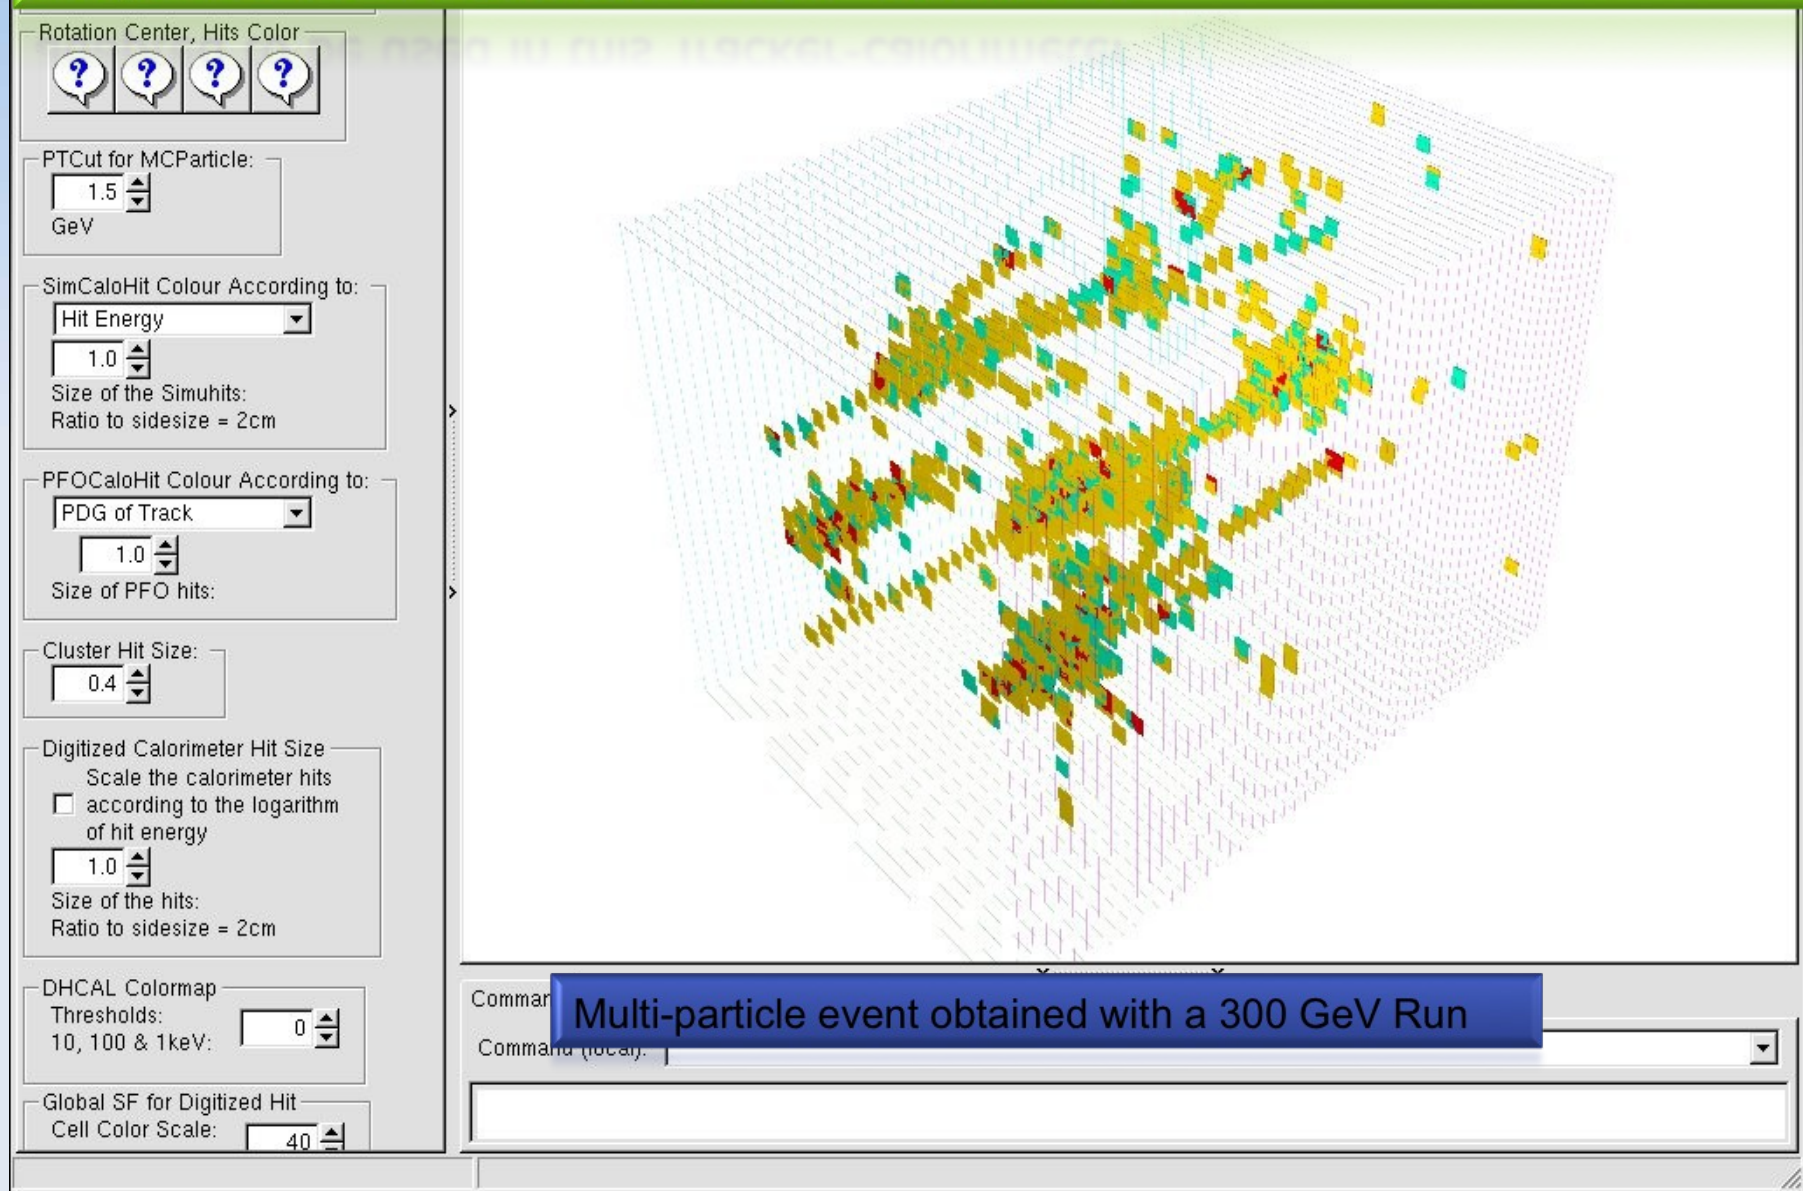 Rotation Center, Hits Color
? ? ? ?
PTCut for MCParticle:
1.5
GeV
SimCaloHit Colour According to:
Hit Energy
1.0
Size of the Simuhits:
Ratio to sidesize = 2cm
PFOCaloHit Colour According to:
PDG of Track
1.0
Size of PFO hits:
Cluster Hit Size:
0.4
Digitized Calorimeter Hit Size
Scale the calorimeter hits
according to the logarithm
of hit energy
1.0
Size of the hits:
Ratio to sidesize = 2cm
DHCAL Colormap
Thresholds:
10, 100 & 1keV:
0
Global SF for Digitized Hit
Cell Color Scale:
40
Multi-particle event obtained with a 300 GeV Run
Command (local):